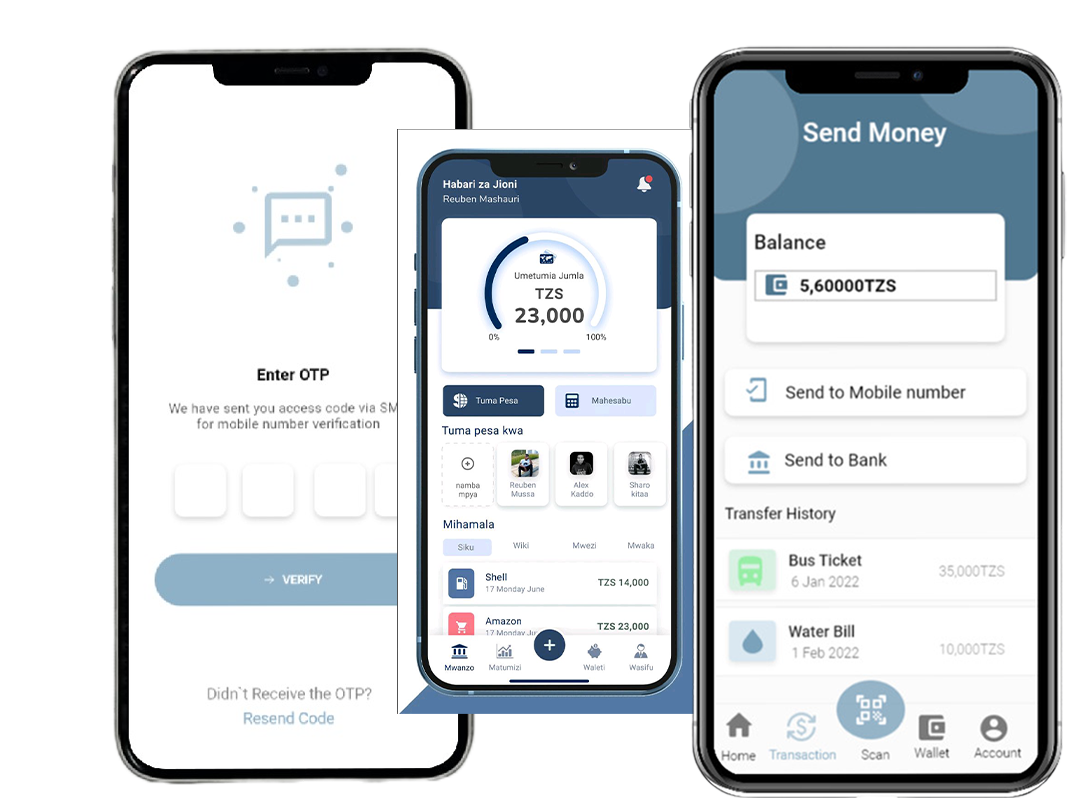 Enter OTP
We have sent you access code via SM
for mobile number verification
→ VERIFY
Didn`t Receive the OTP?
Resend Code
Habari za Jioni
Reuben Mashauri
Umetumia Jumla
TZS
23,000
0% 100%
Tuma Pesa Mahesabu
Tuma pesa kwa
namba
mpya
Reuben
Mussa
Alex
Kaddo
Sharo
kitaa
Mihamala
Siku Wiki Mwezi Mwaka
Shell
17 Monday June
TZS 14,000
Amazon
17 Monday June
TZS 23,000
Mwanzo Matumizi + Waleti Wasifu
Send Money
Balance
5,60000TZS
Send to Mobile number
Send to Bank
Transfer History
Bus Ticket
6 Jan 2022
35,000TZS
Water Bill
1 Feb 2022
10,000TZS
Home Transaction Scan Wallet Account